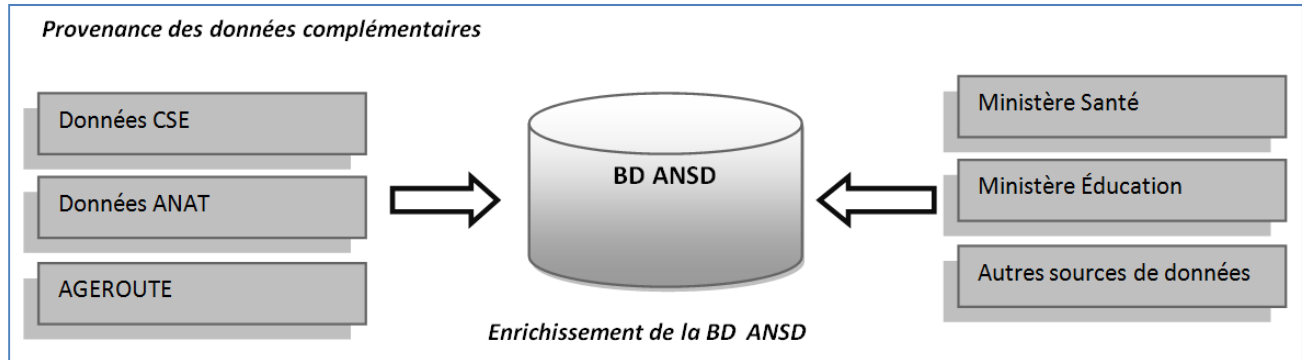 Provenance des données complémentaires
Données CSE
Données ANAT
AGEROUTE
BD ANSD
Ministère Santé
Ministère Éducation
Autres sources de données
Enrichissement de la BD ANSD